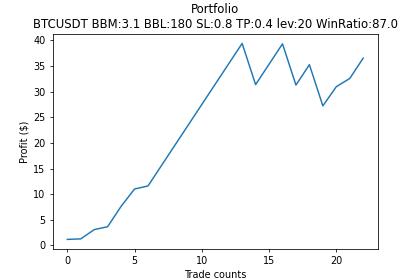 Portfolio
BTCUSDT BBM:3.1 BBL:180 SL:0.8 TP:0.4 lev:20 WinRatio:87.0
40
35
30
25
20
15
10
5
0
Profit ($)
0 5 10 15 20
Trade counts